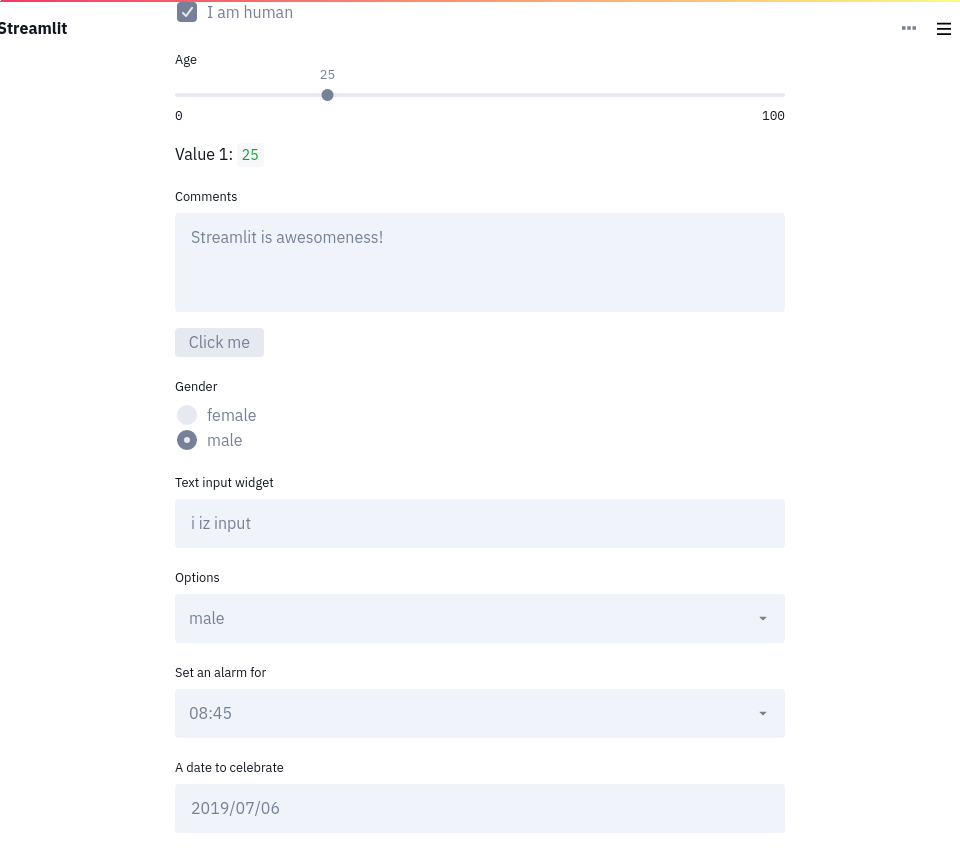 I am human
Streamlit
Age
25
0 100
Value 1: 25
Comments
Streamlit is awesomeness!
Click me
Gender
female
male
Text input widget
i iz input
Options
male
Set an alarm for
08:45
A date to celebrate
2019/07/06